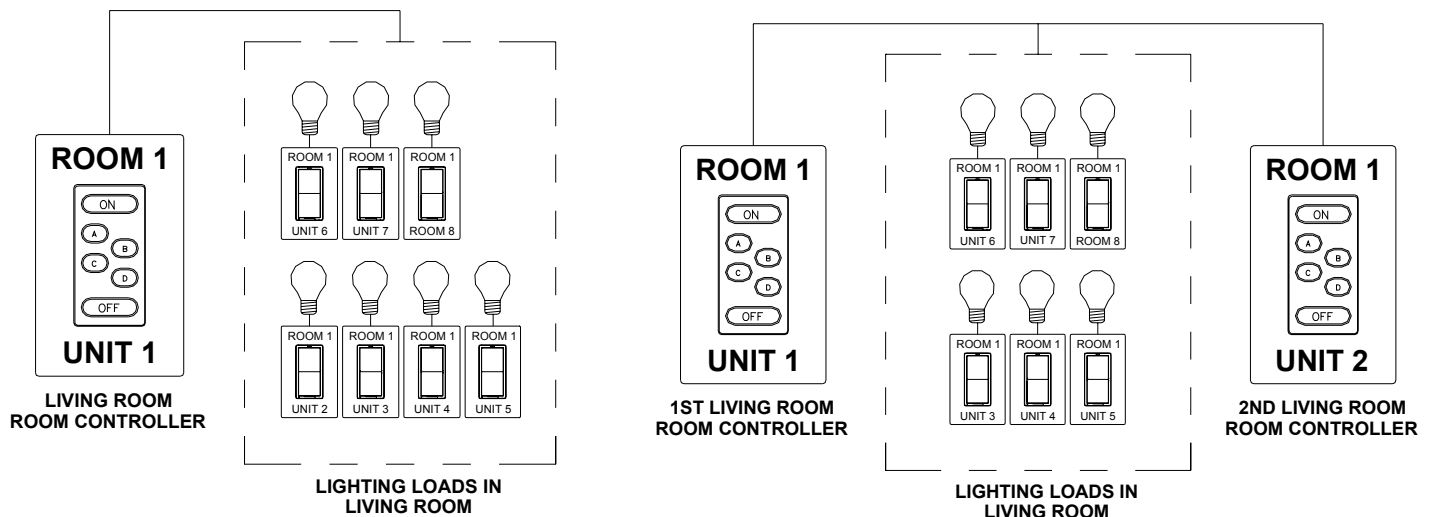 ROOM 1
ON
A
B
C
D
OFF
UNIT 1
LIVING ROOM
ROOM CONTROLLER
ROOM 1 ROOM 1 ROOM 1
UNIT 6 UNIT 7 ROOM 8
ROOM 1 ROOM 1 ROOM 1 ROOM 1
UNIT 2 UNIT 3 UNIT 4 UNIT 5
LIGHTING LOADS IN
LIVING ROOM
ROOM 1
ON
A
B
C
D
OFF
UNIT 1
1ST LIVING ROOM
ROOM CONTROLLER
ROOM 1 ROOM 1 ROOM 1
UNIT 6 UNIT 7 ROOM 8
ROOM 1 ROOM 1 ROOM 1
UNIT 3 UNIT 4 UNIT 5
LIGHTING LOADS IN
LIVING ROOM
ROOM 1
ON
A
B
C
D
OFF
UNIT 2
2ND LIVING ROOM
ROOM CONTROLLER